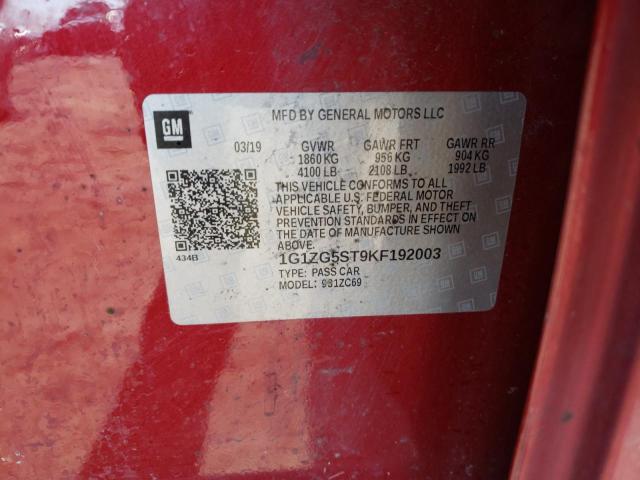 MFD BY GENERAL MOTORS LLC
GM
03/19 GVWR GAWR FRT GAWR RR
1860 KG 956 KG 904 KG
4100 LB 2108 LB 1992 LB
THIS VEHICLE CONFORMS TO ALL
APPLICABLE U.S. FEDERAL MOTOR
VEHICLE SAFETY, BUMPER, AND THEFT
PREVENTION STANDARDS IN EFFECT ON
THE DATE OF MANUFACTURE SHOWN
ABOVE.
434B
1G1ZG5ST9KF192003
TYPE: PASS CAR
MODEL: 931ZC69